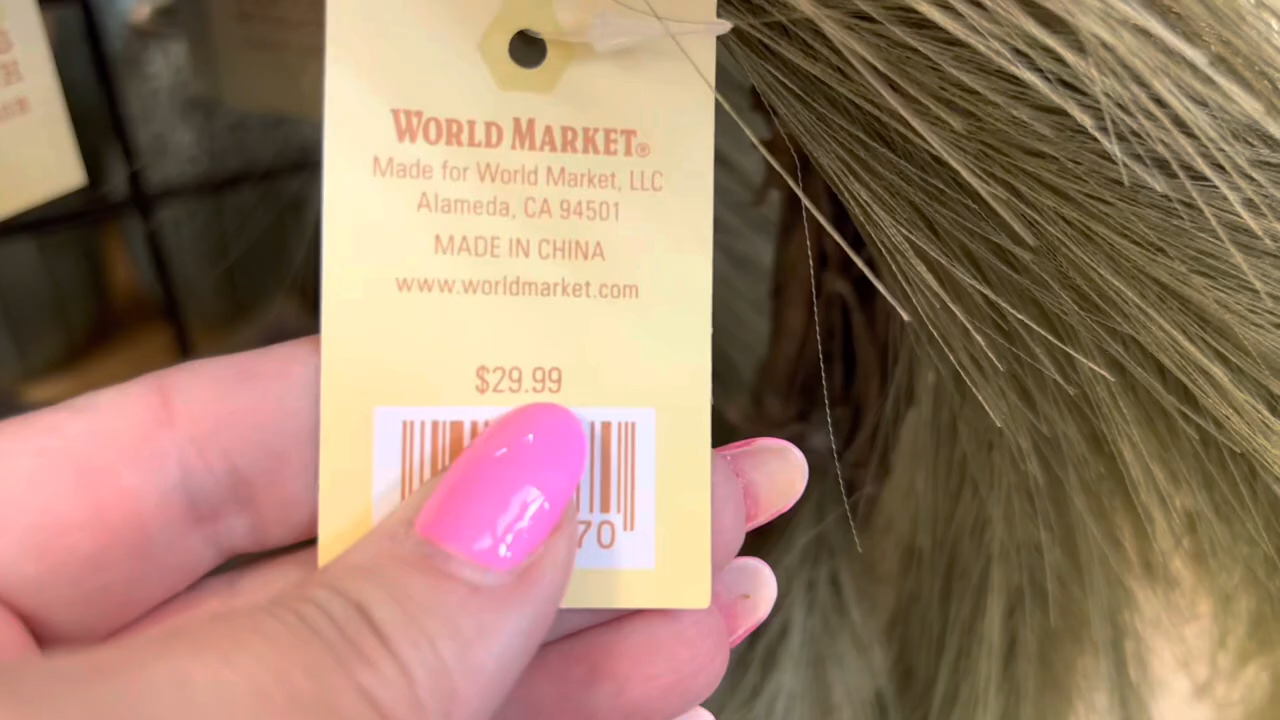 WORLD MARKET®
Made for World Market, LLC
Alameda, CA 94501
MADE IN CHINA
www.worldmarket.com
$29.99
70